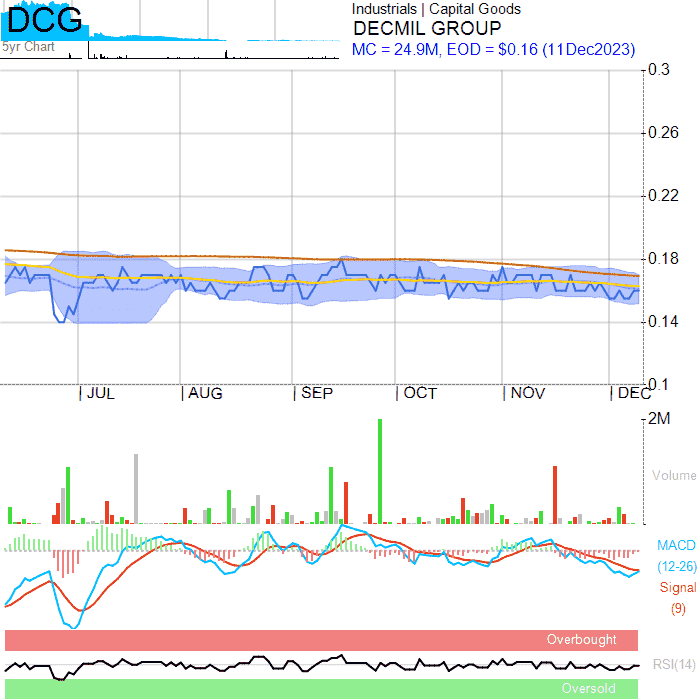 DCG
5yr Chart
Industrials | Capital Goods
DECMIL GROUP
MC = 24.9M, EOD = $0.16 (11Dec2023)
0.3
0.26
0.22
0.18
0.14
0.1
| JUL
| AUG
| SEP
| OCT
| NOV
| DEC
2M
Volume
MACD
(12-26)
Signal
(9)
Overbought
RSI(14)
Oversold